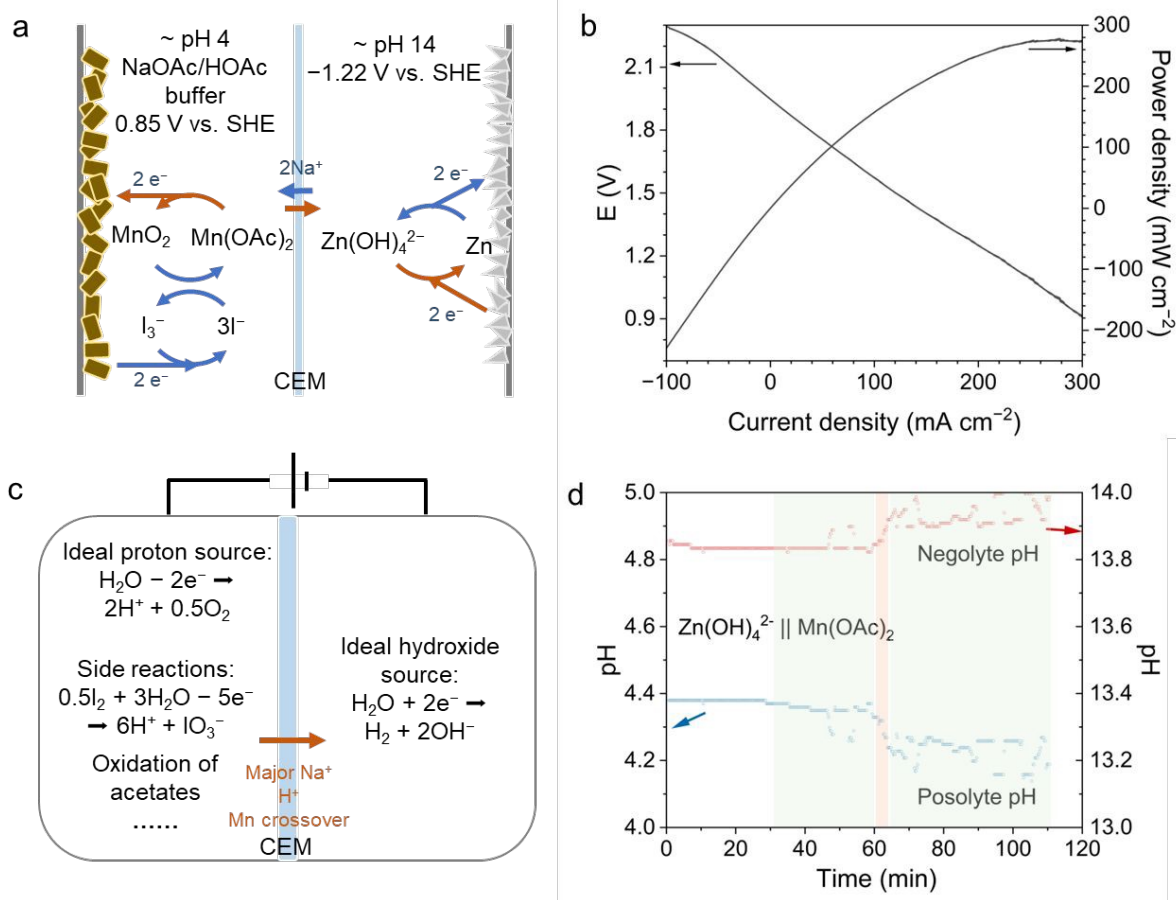 a
~ pH 4
NaOAc/HOAc
buffer
0.85 V vs. SHE
~ pH 14
−1.22 V vs. SHE
2Na⁺
2 e⁻
2 e⁻
MnO₂
Mn(OAc)₂
Zn(OH)₄²⁻
Zn
I₃⁻
3I⁻
2 e⁻
2 e⁻
CEM
b
E (V)
2.1
1.8
1.5
1.2
0.9
300
200
100
0
−100
−200
Power density (mW cm⁻²)
−100
0
100
200
300
Current density (mA cm⁻²)
c
Ideal proton source:
H₂O − 2e⁻ ➞
2H⁺ + 0.5O₂
Side reactions:
0.5I₂ + 3H₂O − 5e⁻
➞ 6H⁺ + IO₃⁻
Oxidation of
acetates
......
Ideal hydroxide
source:
H₂O + 2e⁻ ➞
H₂ + 2OH⁻
Major Na⁺
H⁺
Mn crossover
CEM
d
pH
5.0
4.8
4.6
4.4
4.2
4.0
14.0
13.8
13.6
13.4
13.2
13.0
pH
Negolyte pH
Zn(OH)₄²⁻ || Mn(OAc)₂
Posolyte pH
0
20
40
60
80
100
120
Time (min)